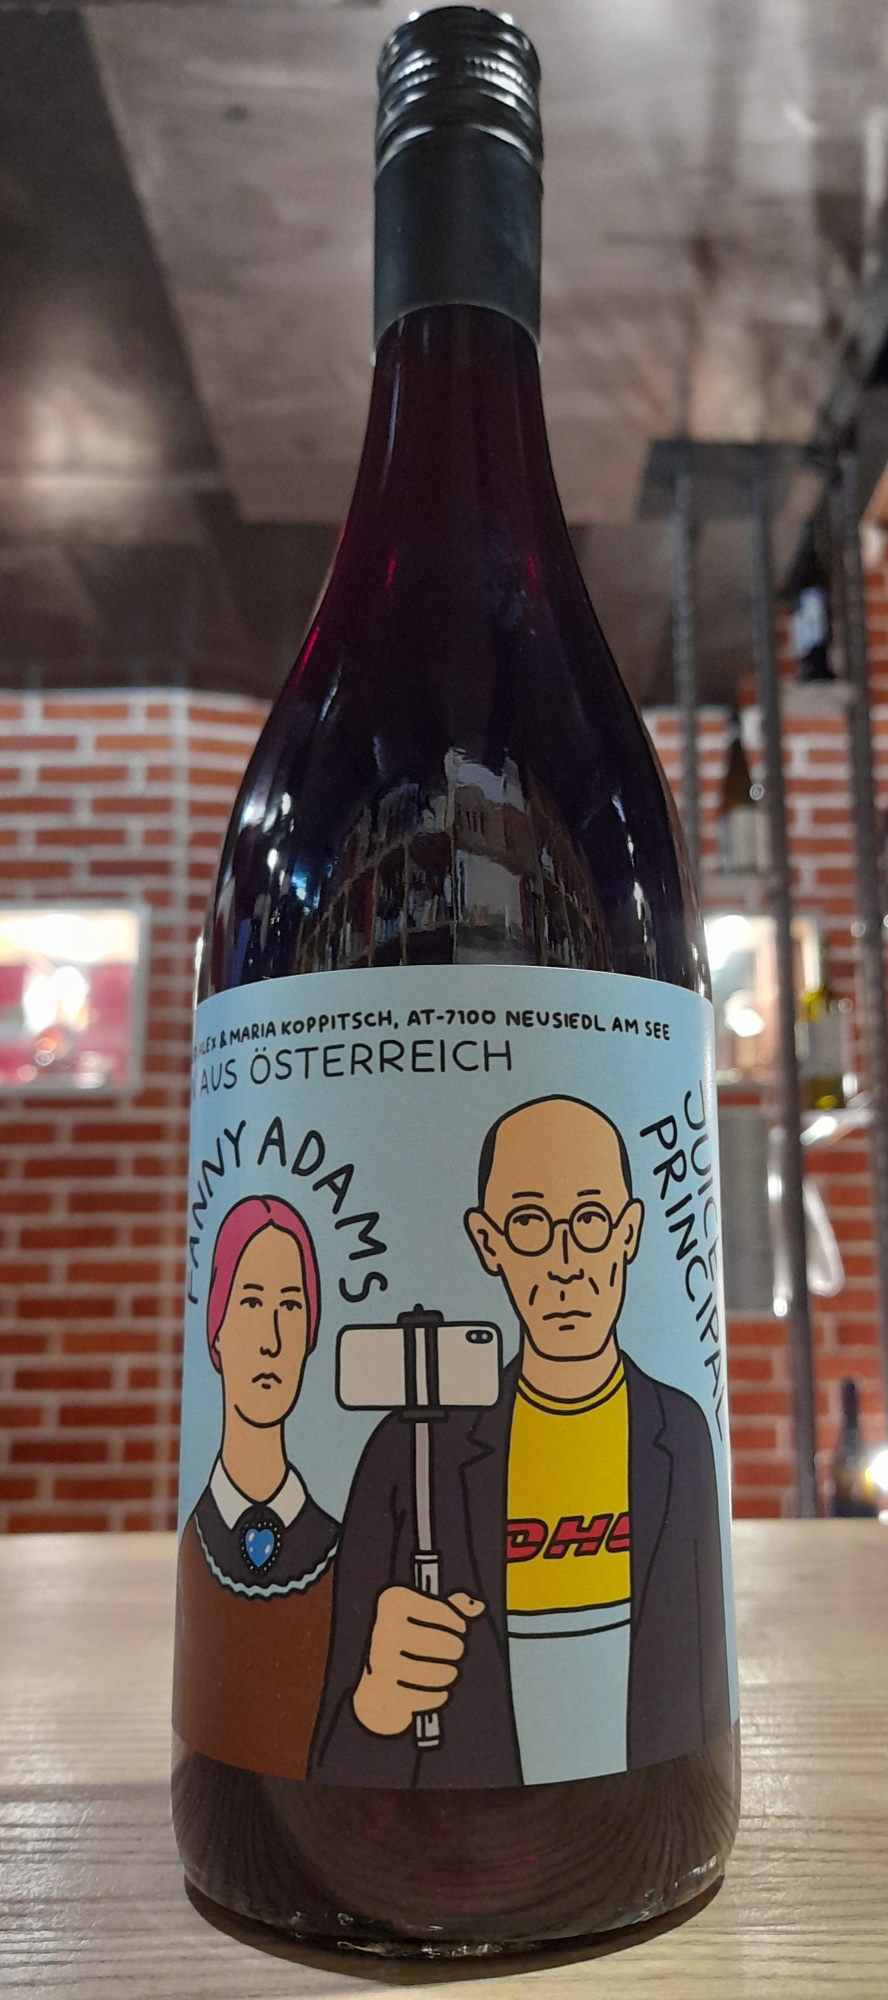 ALEX & MARIA KOPPITSCH, AT-7100 NEUSIEDL AM SEE
AUS ÖSTERREICH
FANNY ADAMS
JUICE
PRINCIPAL
DHL